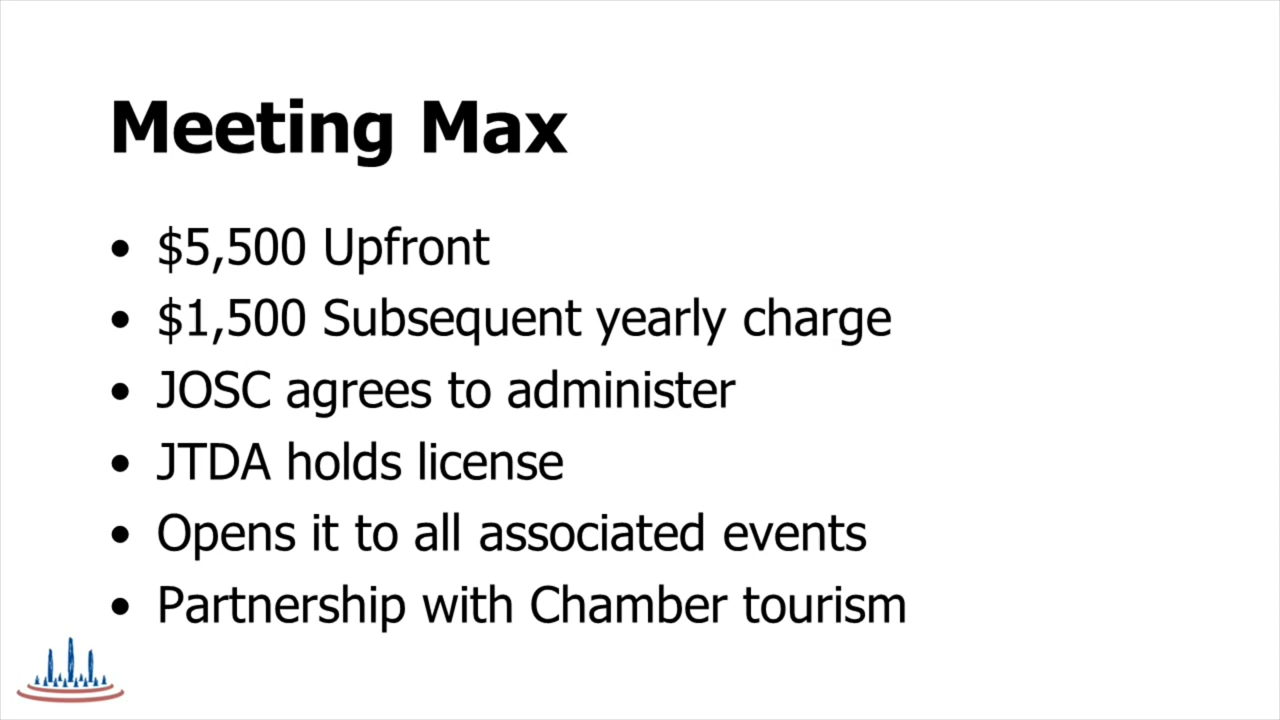 Meeting Max
• $5,500 Upfront
• $1,500 Subsequent yearly charge
• JOSC agrees to administer
• JTDA holds license
• Opens it to all associated events
• Partnership with Chamber tourism